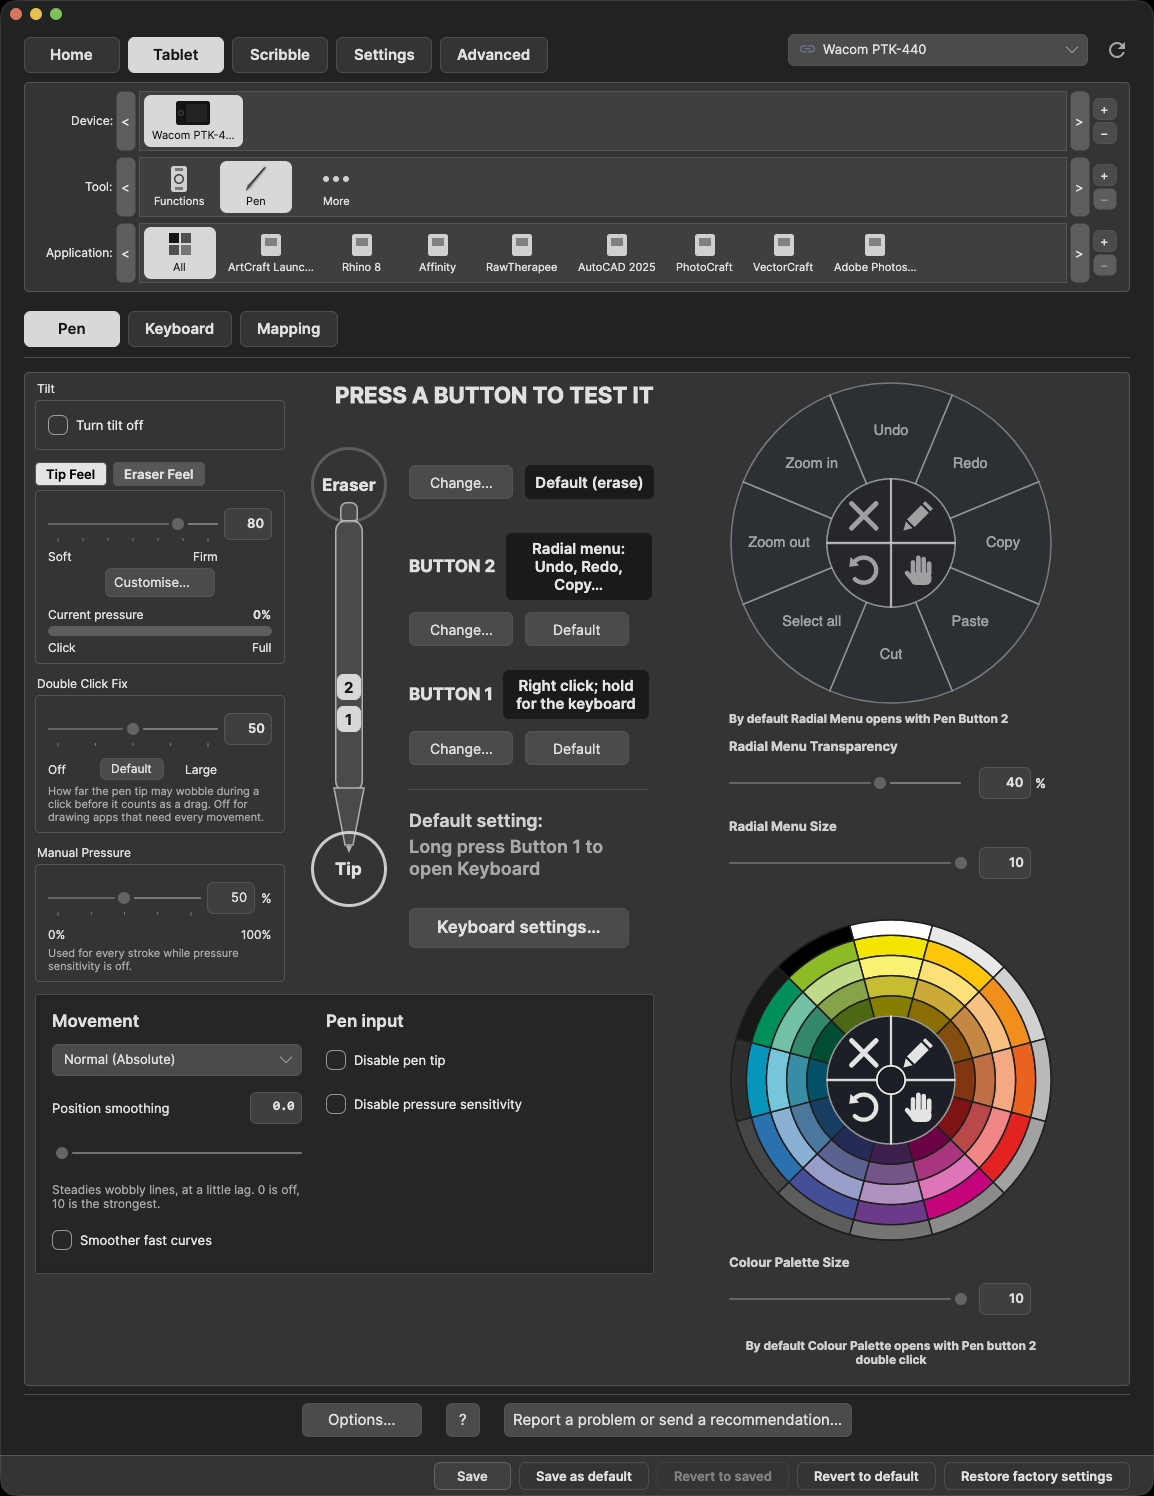 Home
Tablet
Scribble
Settings
Advanced
Wacom PTK-440
Device:
<
Wacom PTK-4...
>
+
−
Tool:
<
Functions
Pen
More
>
+
−
Application:
<
All
ArtCraft Launc...
Rhino 8
Affinity
RawTherapee
AutoCAD 2025
PhotoCraft
VectorCraft
Adobe Photos...
>
+
−
Pen
Keyboard
Mapping
Tilt
Turn tilt off
Tip Feel
Eraser Feel
80
Soft
Firm
Customise...
Current pressure
0%
Click
Full
Double Click Fix
50
Off
Default
Large
How far the pen tip may wobble during a
click before it counts as a drag. Off for
drawing apps that need every movement.
Manual Pressure
50
%
0%
100%
Used for every stroke while pressure
sensitivity is off.
PRESS A BUTTON TO TEST IT
Eraser
Change...
Default (erase)
BUTTON 2
Radial menu:
Undo, Redo,
Copy...
Change...
Default
2
1
BUTTON 1
Right click; hold
for the keyboard
Change...
Default
Default setting:
Long press Button 1 to
open Keyboard
Tip
Keyboard settings...
Movement
Normal (Absolute)
Position smoothing
0.0
Steadies wobbly lines, at a little lag. 0 is off,
10 is the strongest.
Smoother fast curves
Pen input
Disable pen tip
Disable pressure sensitivity
Undo
Redo
Copy
Paste
Cut
Select all
Zoom out
Zoom in
By default Radial Menu opens with Pen Button 2
Radial Menu Transparency
40
%
Radial Menu Size
10
Colour Palette Size
10
By default Colour Palette opens with Pen button 2
double click
Options...
?
Report a problem or send a recommendation...
Save
Save as default
Revert to saved
Revert to default
Restore factory settings